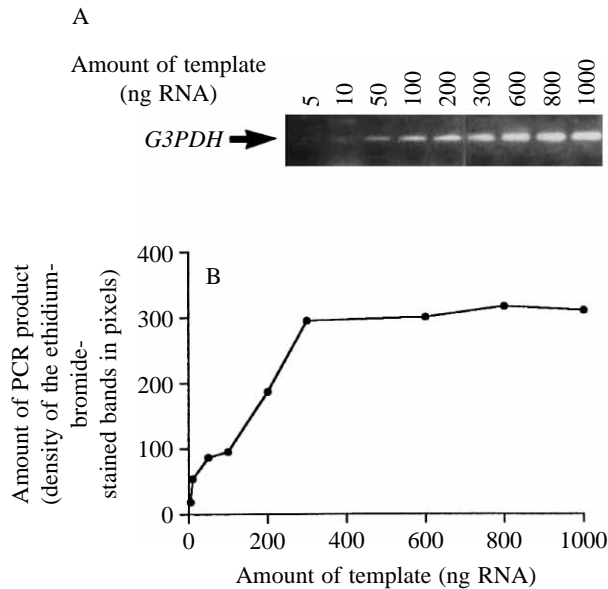 A
Amount of template
(ng RNA)
5 10 50 100 200 300 600 800 1000
G3PDH
B
Amount of PCR product
(density of the ethidium-
bromide-
stained bands in pixels)
400
300
200
100
0
0 200 400 600 800 1000
Amount of template (ng RNA)